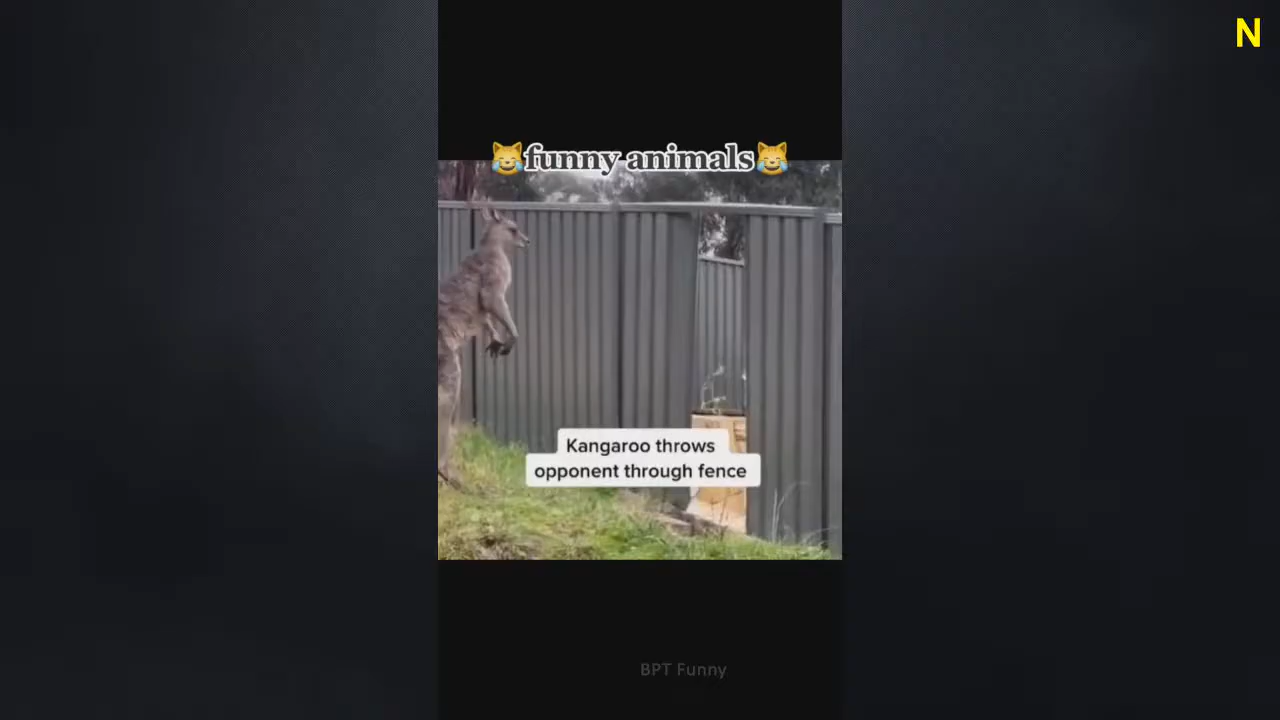 N
funny animals
Kangaroo throws
opponent through fence
BPT Funny